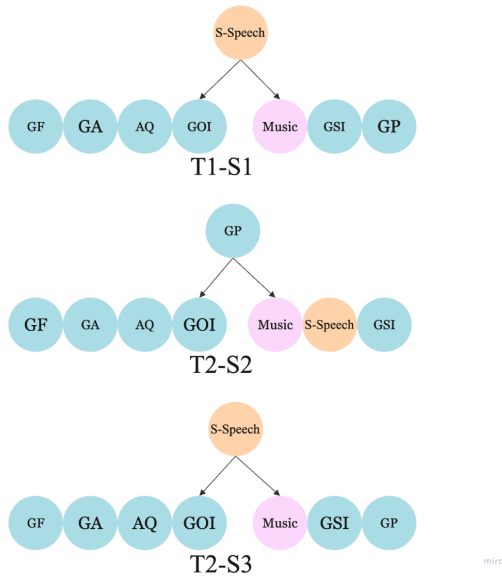 S-Speech
GF GA AQ GOI Music GSI GP
T1-S1
GP
GF GA AQ GOI Music S-Speech GSI
T2-S2
S-Speech
GF GA AQ GOI Music GSI GP
T2-S3